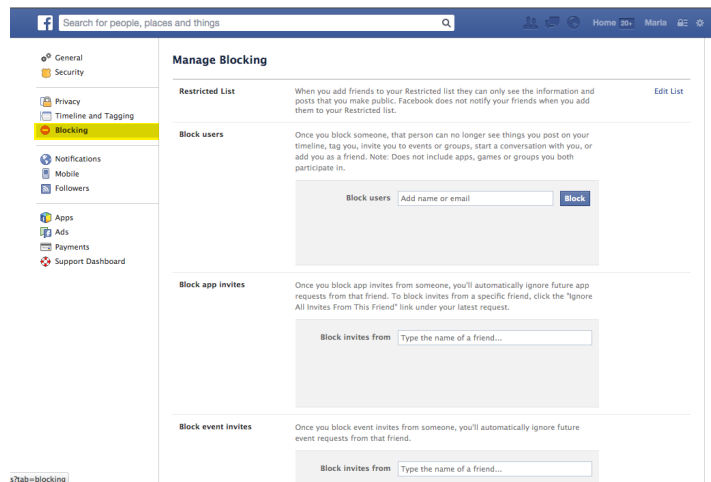 f Search for people, places and things Home 20+ Maria
General
Security
Privacy
Timeline and Tagging
Blocking
Notifications
Mobile
Followers
Apps
Ads
Payments
Support Dashboard
Manage Blocking
Restricted List
When you add friends to your Restricted list they can only see the information and
posts that you make public. Facebook does not notify your friends when you add
them to your Restricted list.
Edit List
Block users
Once you block someone, that person can no longer see things you post on your
timeline, tag you, invite you to events or groups, start a conversation with you, or
add you as a friend. Note: Does not include apps, games or groups you both
participate in.
Block users Add name or email Block
Block app invites
Once you block app invites from someone, you'll automatically ignore future app
requests from that friend. To block invites from a specific friend, click the "Ignore
All Invites From This Friend" link under your latest request.
Block invites from Type the name of a friend...
Block event invites
Once you block event invites from someone, you'll automatically ignore future
event requests from that friend.
Block invites from Type the name of a friend...
s?tab=blocking